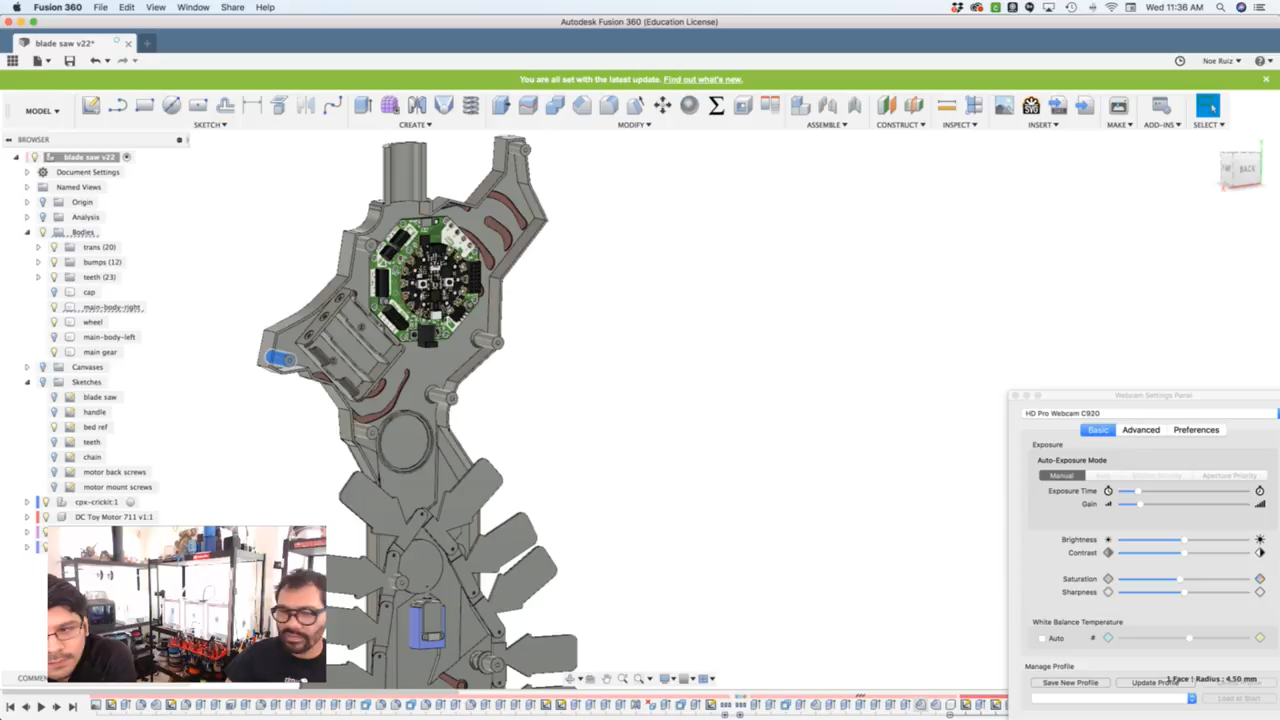 Fusion 360 File Edit View Window Share Help
Wed 11:36 AM
Autodesk Fusion 360 (Education License)
blade saw v22*
Noe Ruiz
You are all set with the latest update. Find out what's new.
MODEL
SKETCH
CREATE
MODIFY
ASSEMBLE
CONSTRUCT
INSPECT
INSERT
MAKE
ADD-INS
SELECT
BROWSER
blade saw v22
Document Settings
Named Views
Origin
Analysis
Bodies
trans (20)
bumps (12)
teeth (23)
cap
main-body-right
wheel
main-body-left
main gear
Canvases
Sketches
blade saw
handle
bed ref
teeth
chain
motor back screws
motor mount screws
cpx-crickit:1
DC Toy Motor 711 v1:1
COMME
BACK
Webcam Settings Panel
HD Pro Webcam C920
Basic Advanced Preferences
Exposure
Auto-Exposure Mode
Manual Aperture Priority
Exposure Time
Gain
Brightness
Contrast
Saturation
Sharpness
White Balance Temperature
Auto #
Manage Profile
1 Face | Radius : 4.50 mm
Save New Profile Update Profile
Load at Start